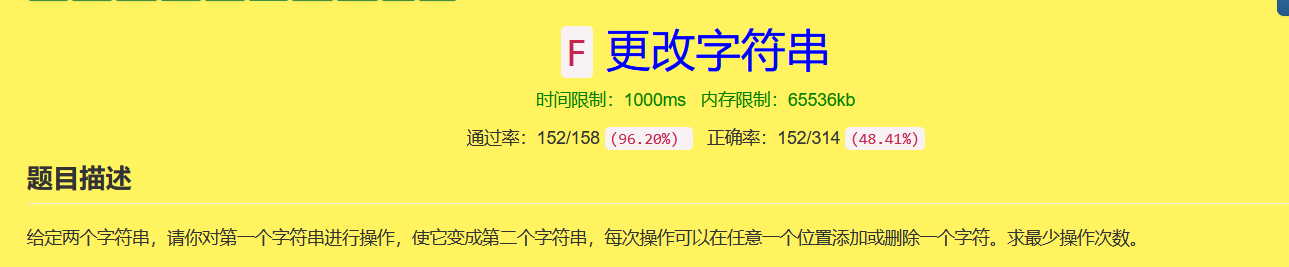 F 更改字符串
时间限制：1000ms 内存限制：65536kb
通过率：152/158 (96.20%) 正确率：152/314 (48.41%)
题目描述
给定两个字符串，请你对第一个字符串进行操作，使它变成第二个字符串，每次操作可以在任意一个位置添加或删除一个字符。求最少操作次数。